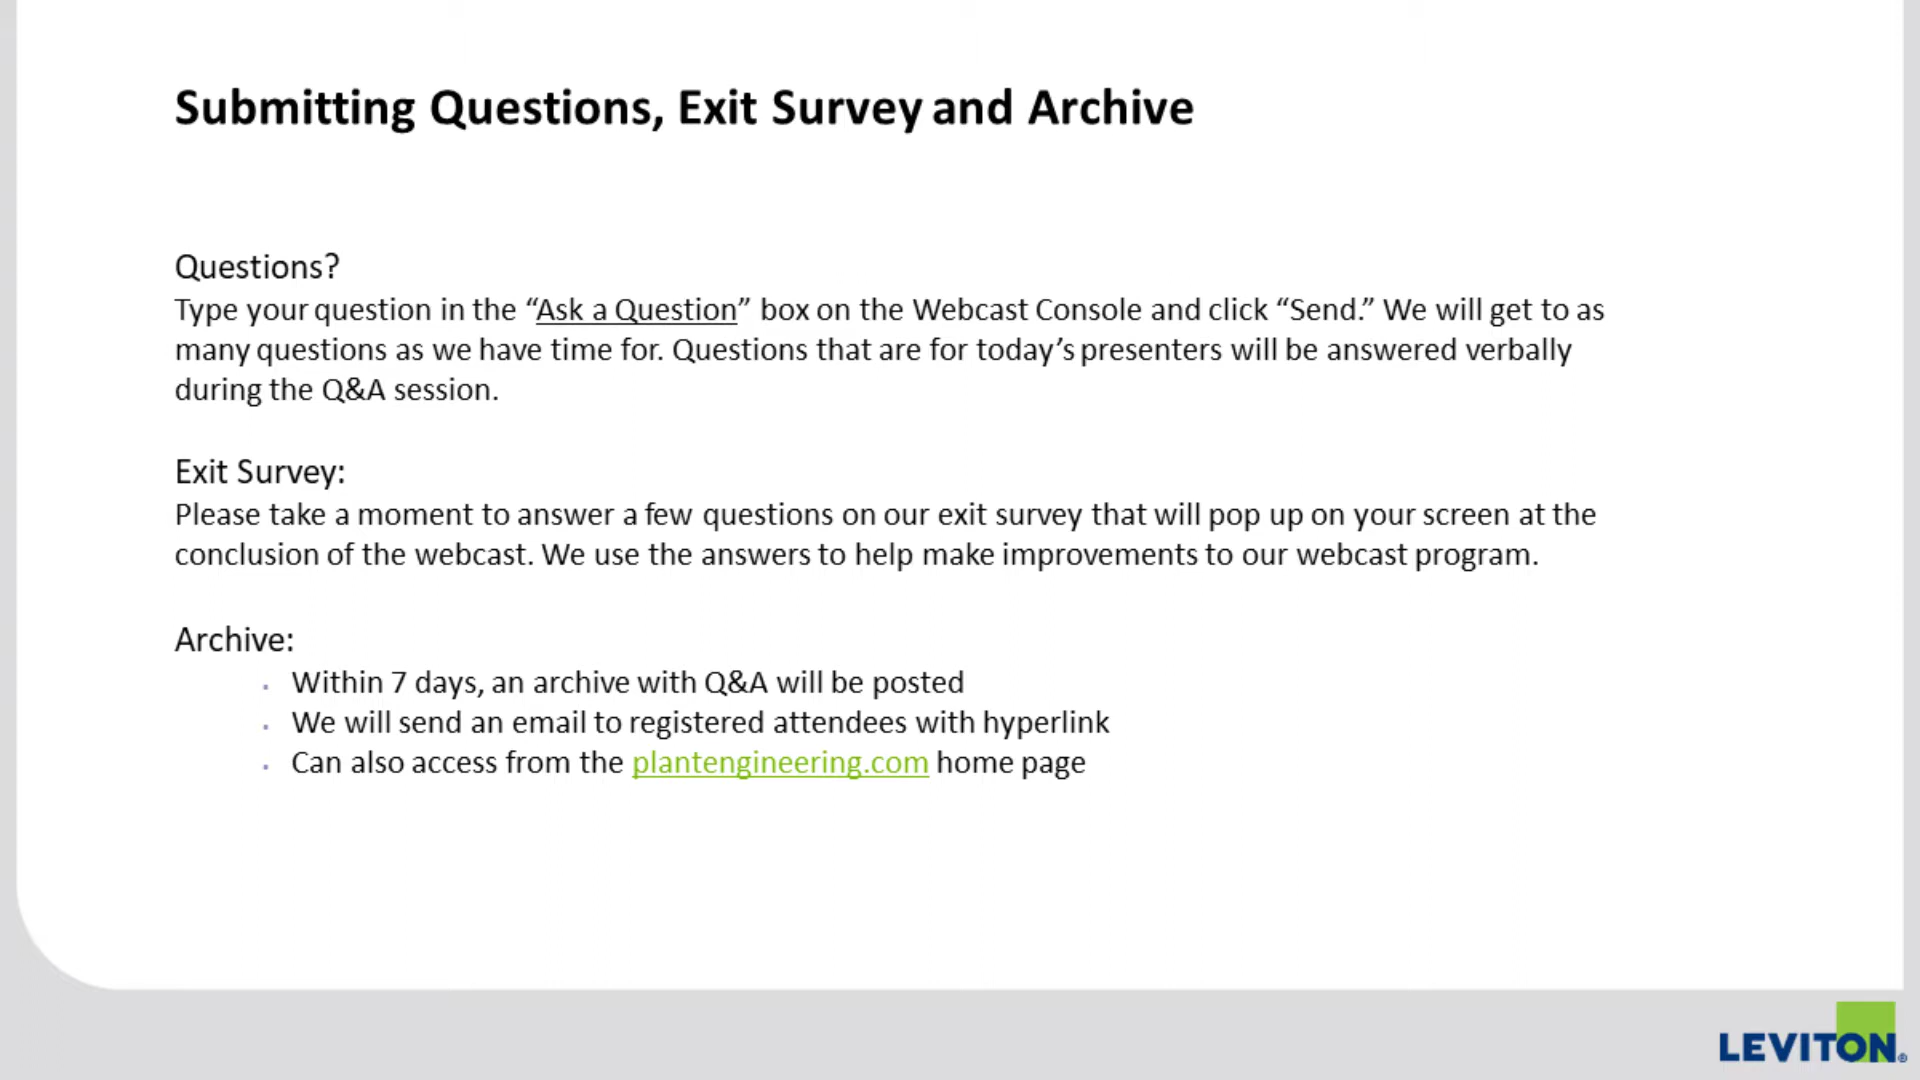 Submitting Questions, Exit Survey and Archive
Questions?
Type your question in the “Ask a Question” box on the Webcast Console and click “Send.” We will get to as
many questions as we have time for. Questions that are for today’s presenters will be answered verbally
during the Q&A session.
Exit Survey:
Please take a moment to answer a few questions on our exit survey that will pop up on your screen at the
conclusion of the webcast. We use the answers to help make improvements to our webcast program.
Archive:
· Within 7 days, an archive with Q&A will be posted
· We will send an email to registered attendees with hyperlink
· Can also access from the plantengineering.com home page
LEVITON®